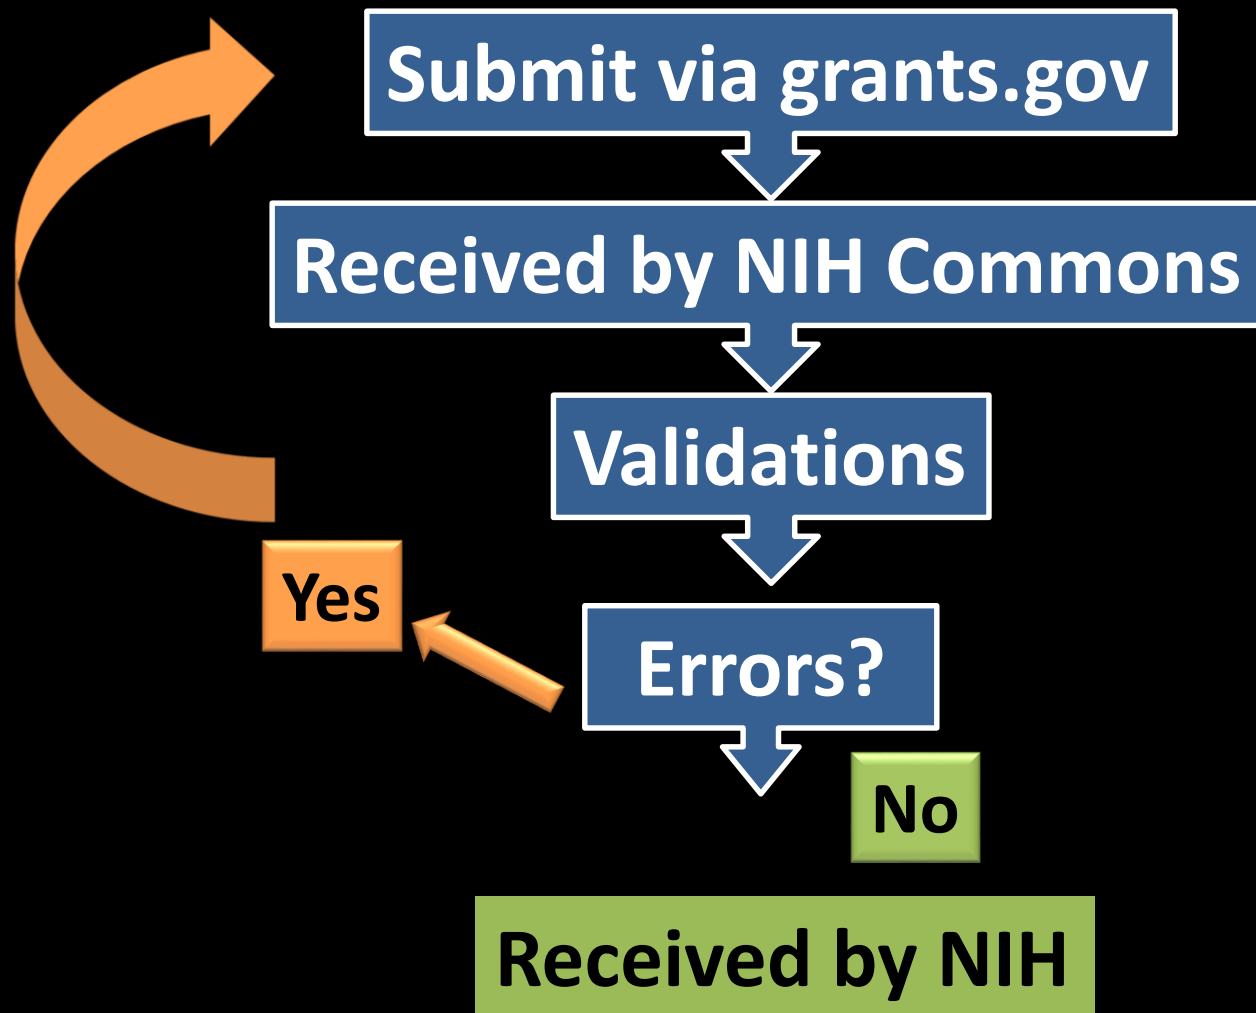 Submit via grants.gov
Received by NIH Commons
Validations
Yes
Errors?
No
Received by NIH